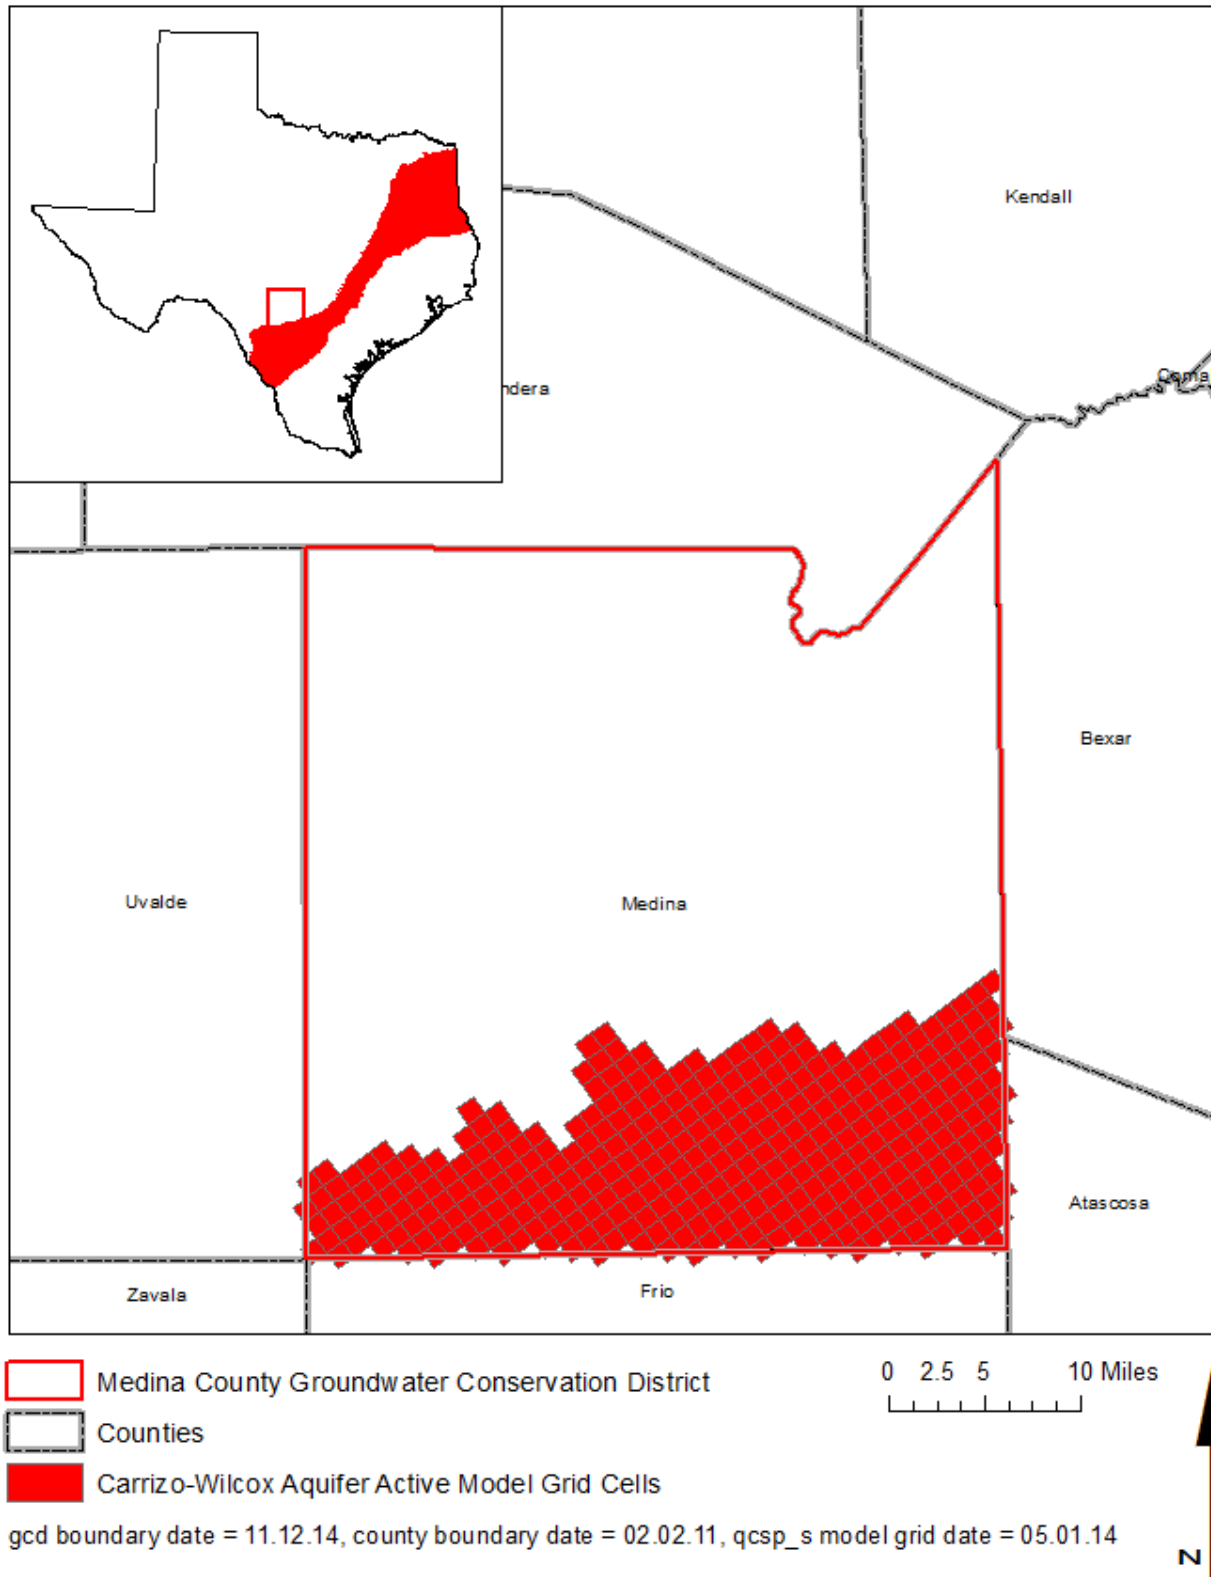 Kendall
Coma
ndera
Bexar
Uvalde
Medina
Atascosa
Zavala
Frio
0 2.5 5 10 Miles
Medina County Groundwater Conservation District
Counties
Carrizo-Wilcox Aquifer Active Model Grid Cells
gcd boundary date = 11.12.14, county boundary date = 02.02.11, qcsp_s model grid date = 05.01.14
N